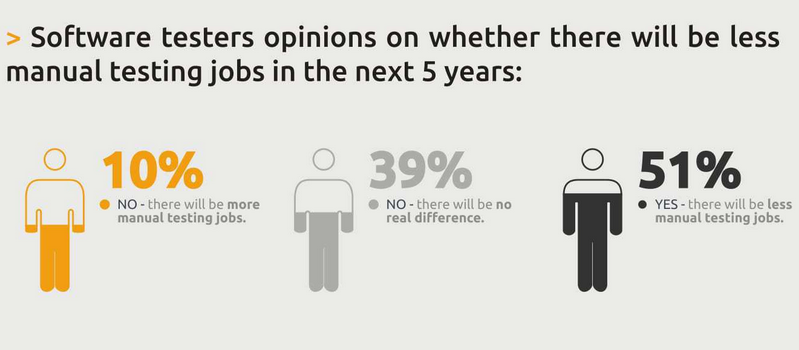 > Software testers opinions on whether there will be less
manual testing jobs in the next 5 years:
10%
NO - there will be more
manual testing jobs.
39%
NO - there will be no
real difference.
51%
YES - there will be less
manual testing jobs.